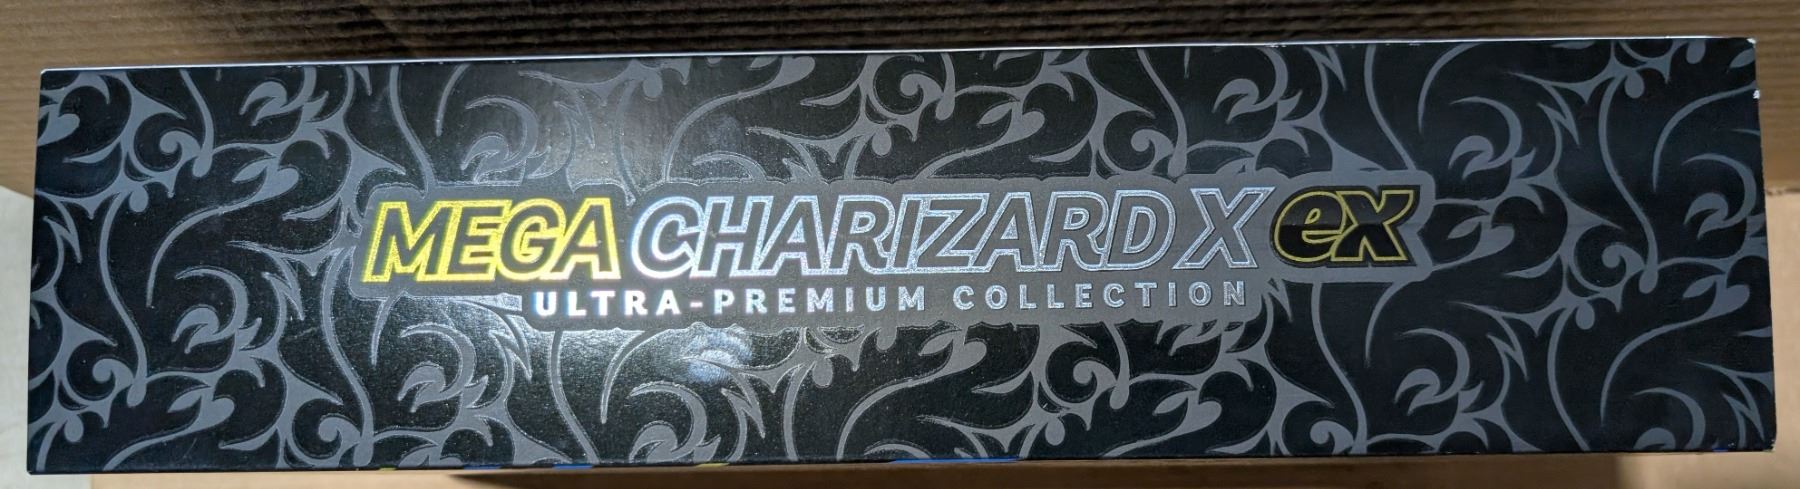 MEGA CHARIZARD X ex
ULTRA-PREMIUM COLLECTION